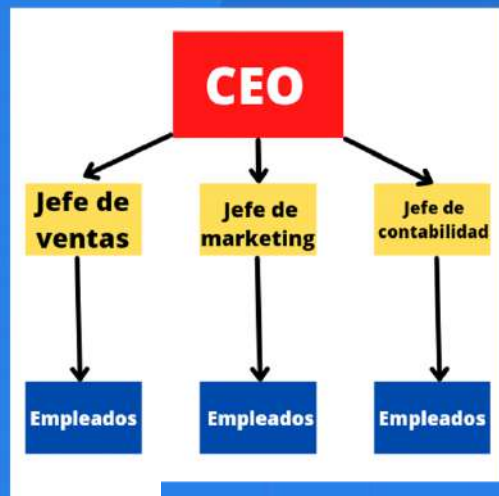 CEO
Jefe de
ventas
Jefe de
marketing
Jefe de
contabilidad
Empleados
Empleados
Empleados